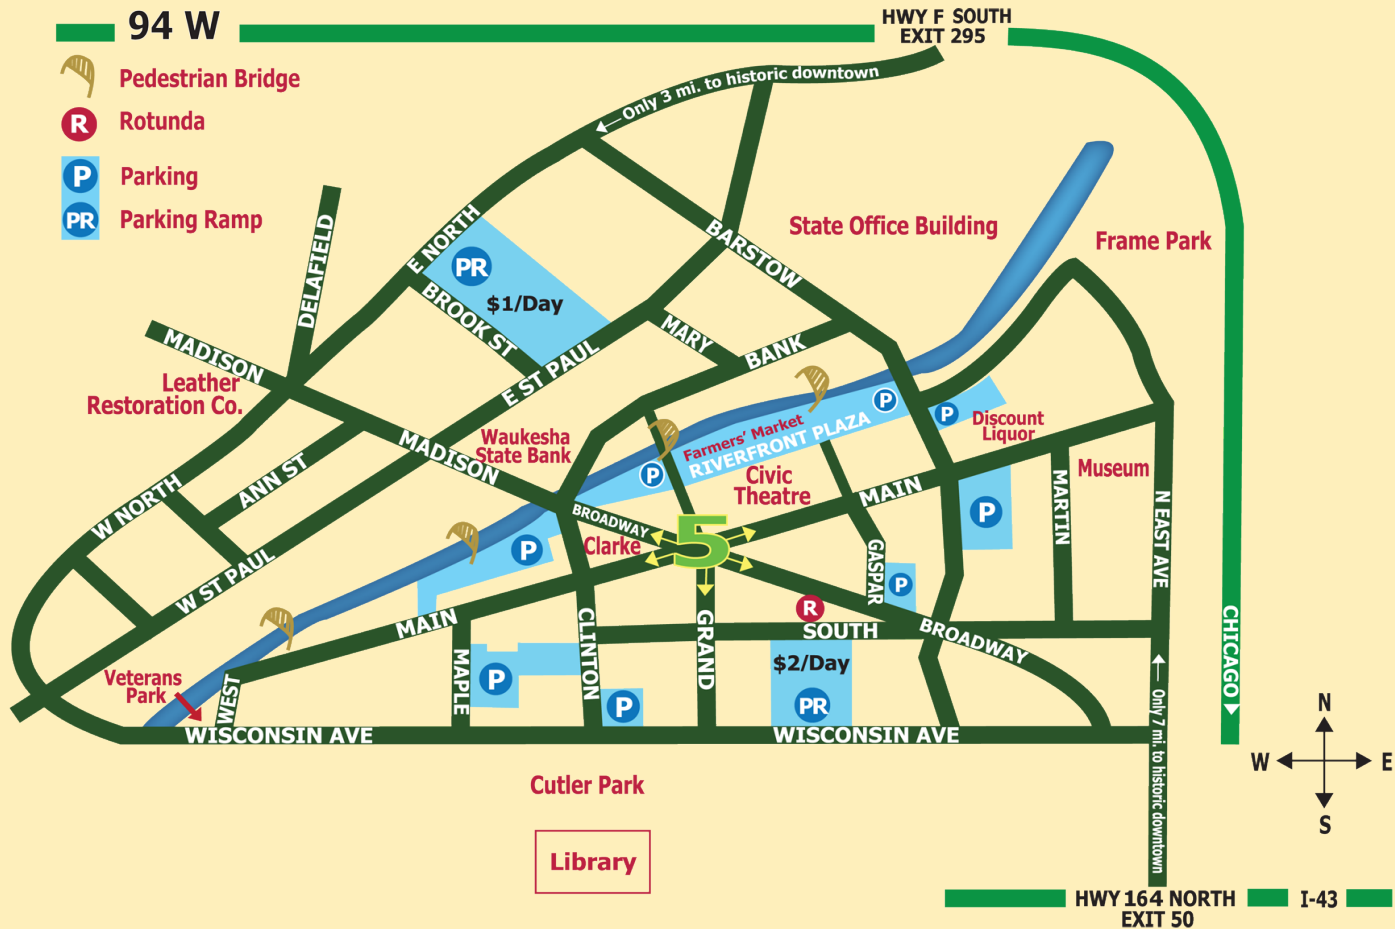 94 W
HWY F SOUTH
EXIT 295
Pedestrian Bridge
R
Rotunda
P
Parking
PR
Parking Ramp
Only 3 mi. to historic downtown
E NORTH
DELAFIELD
PR
$1/Day
BROOK ST
BARSTOW
State Office Building
Frame Park
MADISON
Leather
Restoration Co.
E ST PAUL
MARY
BANK
Waukesha
State Bank
MADISON
P
Farmers' Market
RIVERFRONT PLAZA
P
P
Discount
Liquor
Civic
Theatre
Museum
W NORTH
ANN ST
W ST PAUL
BROADWAY
Clarke
5
MAIN
P
MARTIN
N EAST AVE
P
GASPAR
P
MAIN
CLINTON
GRAND
R
SOUTH
BROADWAY
CHICAGO
Veterans
Park
WEST
MAPLE
P
P
$2/Day
PR
WISCONSIN AVE
WISCONSIN AVE
Only 7 mi. to historic downtown
N
W
E
S
Cutler Park
Library
HWY 164 NORTH
EXIT 50
I-43